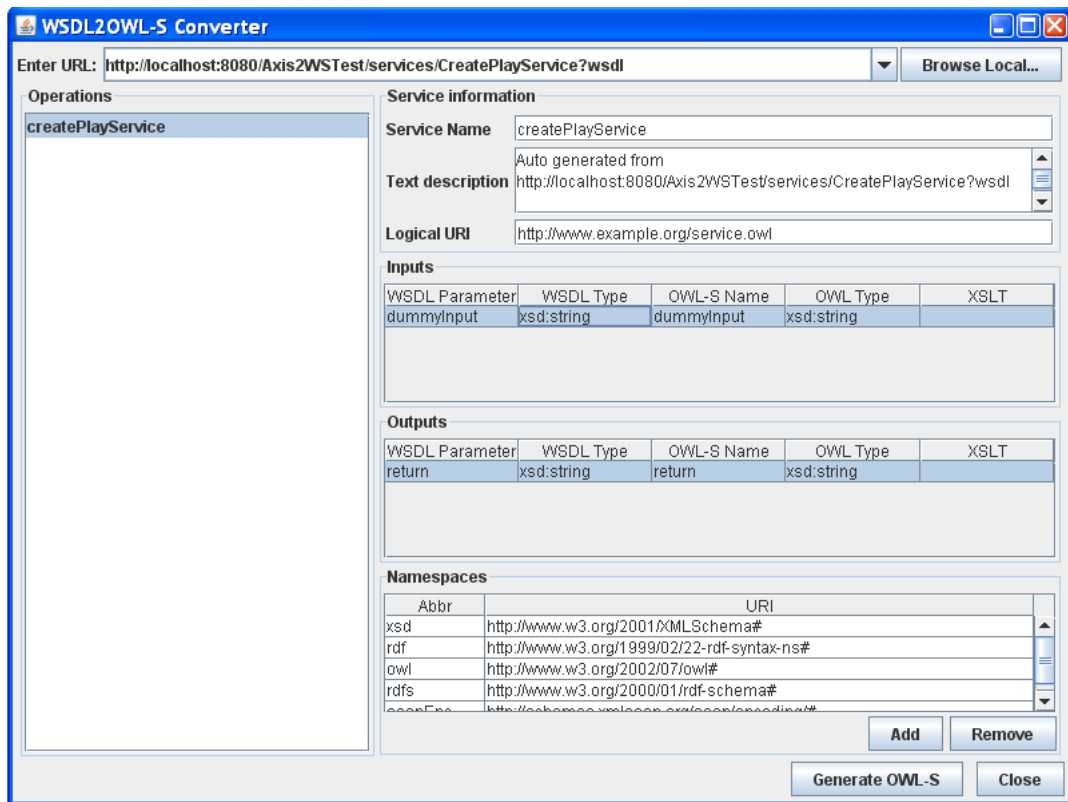 WSDL2OWL-S Converter
Enter URL: http://localhost:8080/Axis2WSTest/services/CreatePlayService?wsdl Browse Local...
Operations
createPlayService
Service information
Service Name createPlayService
Text description Auto generated from
http://localhost:8080/Axis2WSTest/services/CreatePlayService?wsdl
Logical URI http://www.example.org/service.owl
Inputs
WSDL Parameter WSDL Type OWL-S Name OWL Type XSLT
dummyInput xsd:string dummyInput xsd:string
Outputs
WSDL Parameter WSDL Type OWL-S Name OWL Type XSLT
return xsd:string return xsd:string
Namespaces
Abbr URI
xsd http://www.w3.org/2001/XMLSchema#
rdf http://www.w3.org/1999/02/22-rdf-syntax-ns#
owl http://www.w3.org/2002/07/owl#
rdfs http://www.w3.org/2000/01/rdf-schema#
Add Remove
Generate OWL-S Close